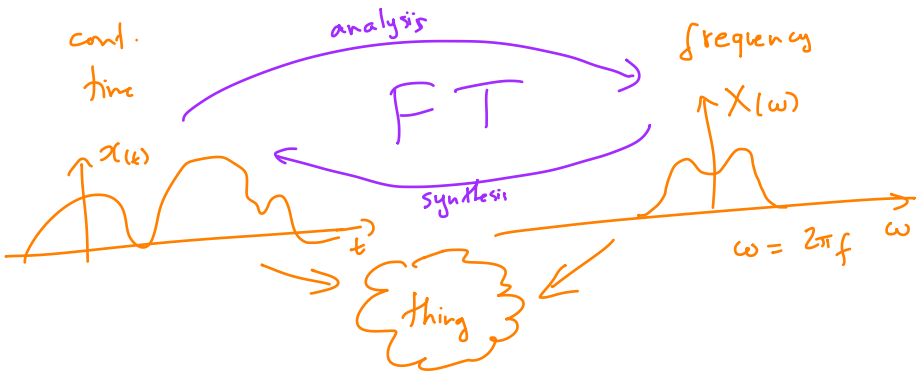 cont.
time
analysis
FT
synthesis
frequency
X(ω)
x(t)
t
ω
ω = 2πf
thing